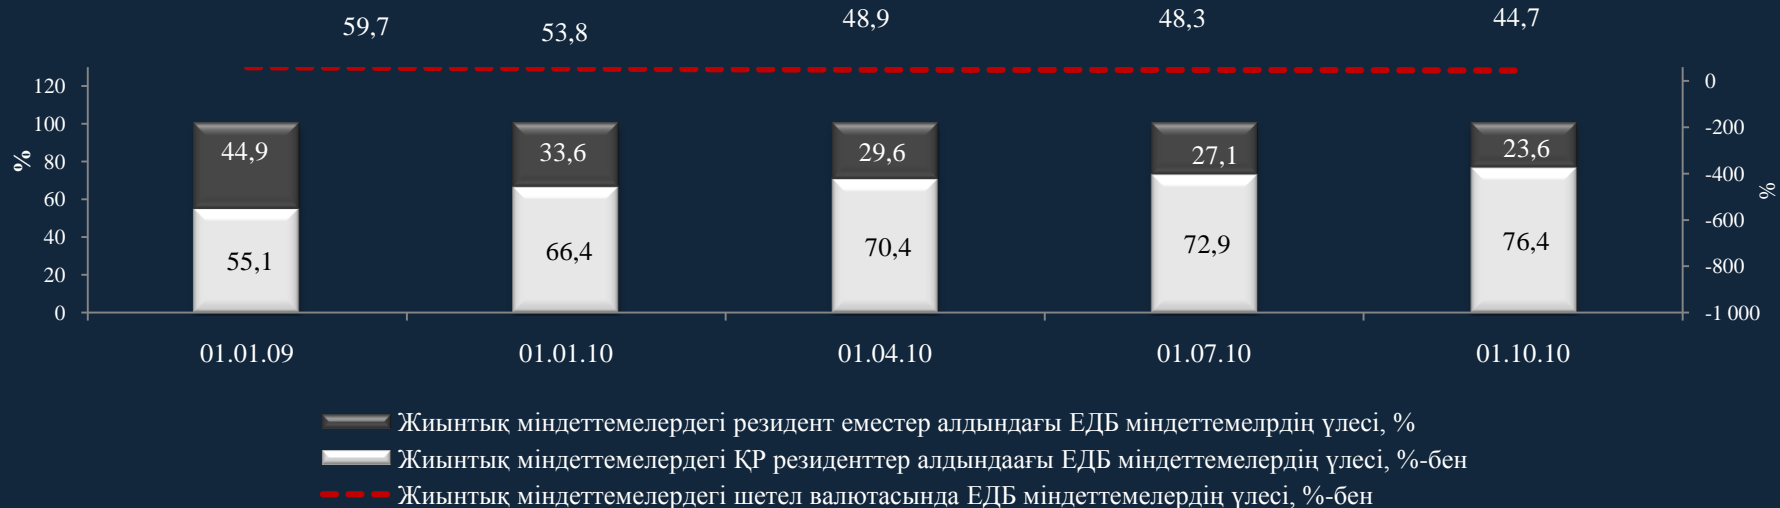 59,7 53,8 48,9 48,3 44,7
120
100
80
60
40
20
0
%
0
-200
-400
-600
-800
-1 000
%
44,9 33,6 29,6 27,1 23,6
55,1 66,4 70,4 72,9 76,4
01.01.09 01.01.10 01.04.10 01.07.10 01.10.10
Жиынтық міндеттемелердегі резидент еместер алдындағы ЕДБ міндеттемелрдің үлесі, %
Жиынтық міндеттемелердегі ҚР резиденттер алдындаағы ЕДБ міндеттемелердің үлесі, %-бен
Жиынтық міндеттемелердегі шетел валютасында ЕДБ міндеттемелердің үлесі, %-бен